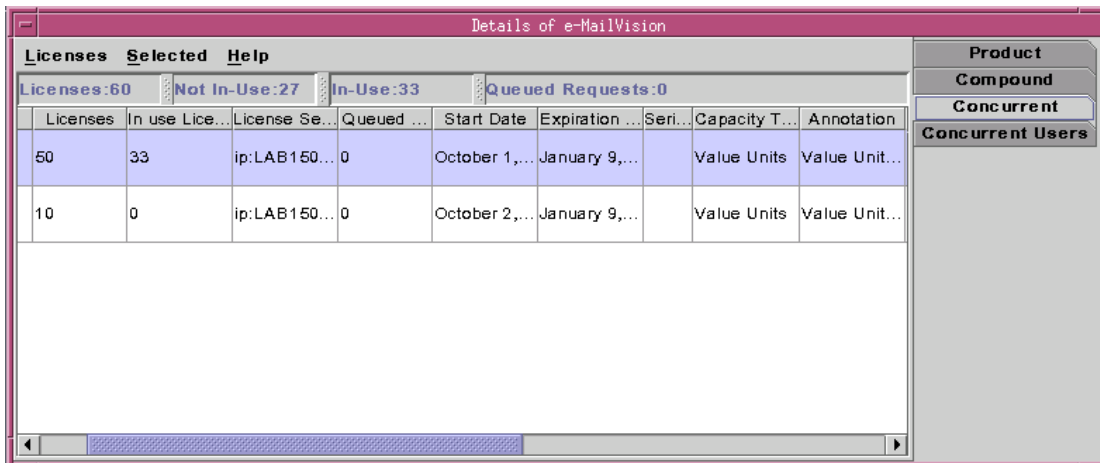 Details of e-MailVision
Licenses Selected Help
Licenses:60 Not In-Use:27 In-Use:33 Queued Requests:0
Licenses In use Lice... License Se... Queued ... Start Date Expiration ... Seri... Capacity T... Annotation
50 33 ip:LAB150... 0 October 1,... January 9,... Value Units Value Unit...
10 0 ip:LAB150... 0 October 2,... January 9,... Value Units Value Unit...
Product
Compound
Concurrent
Concurrent Users